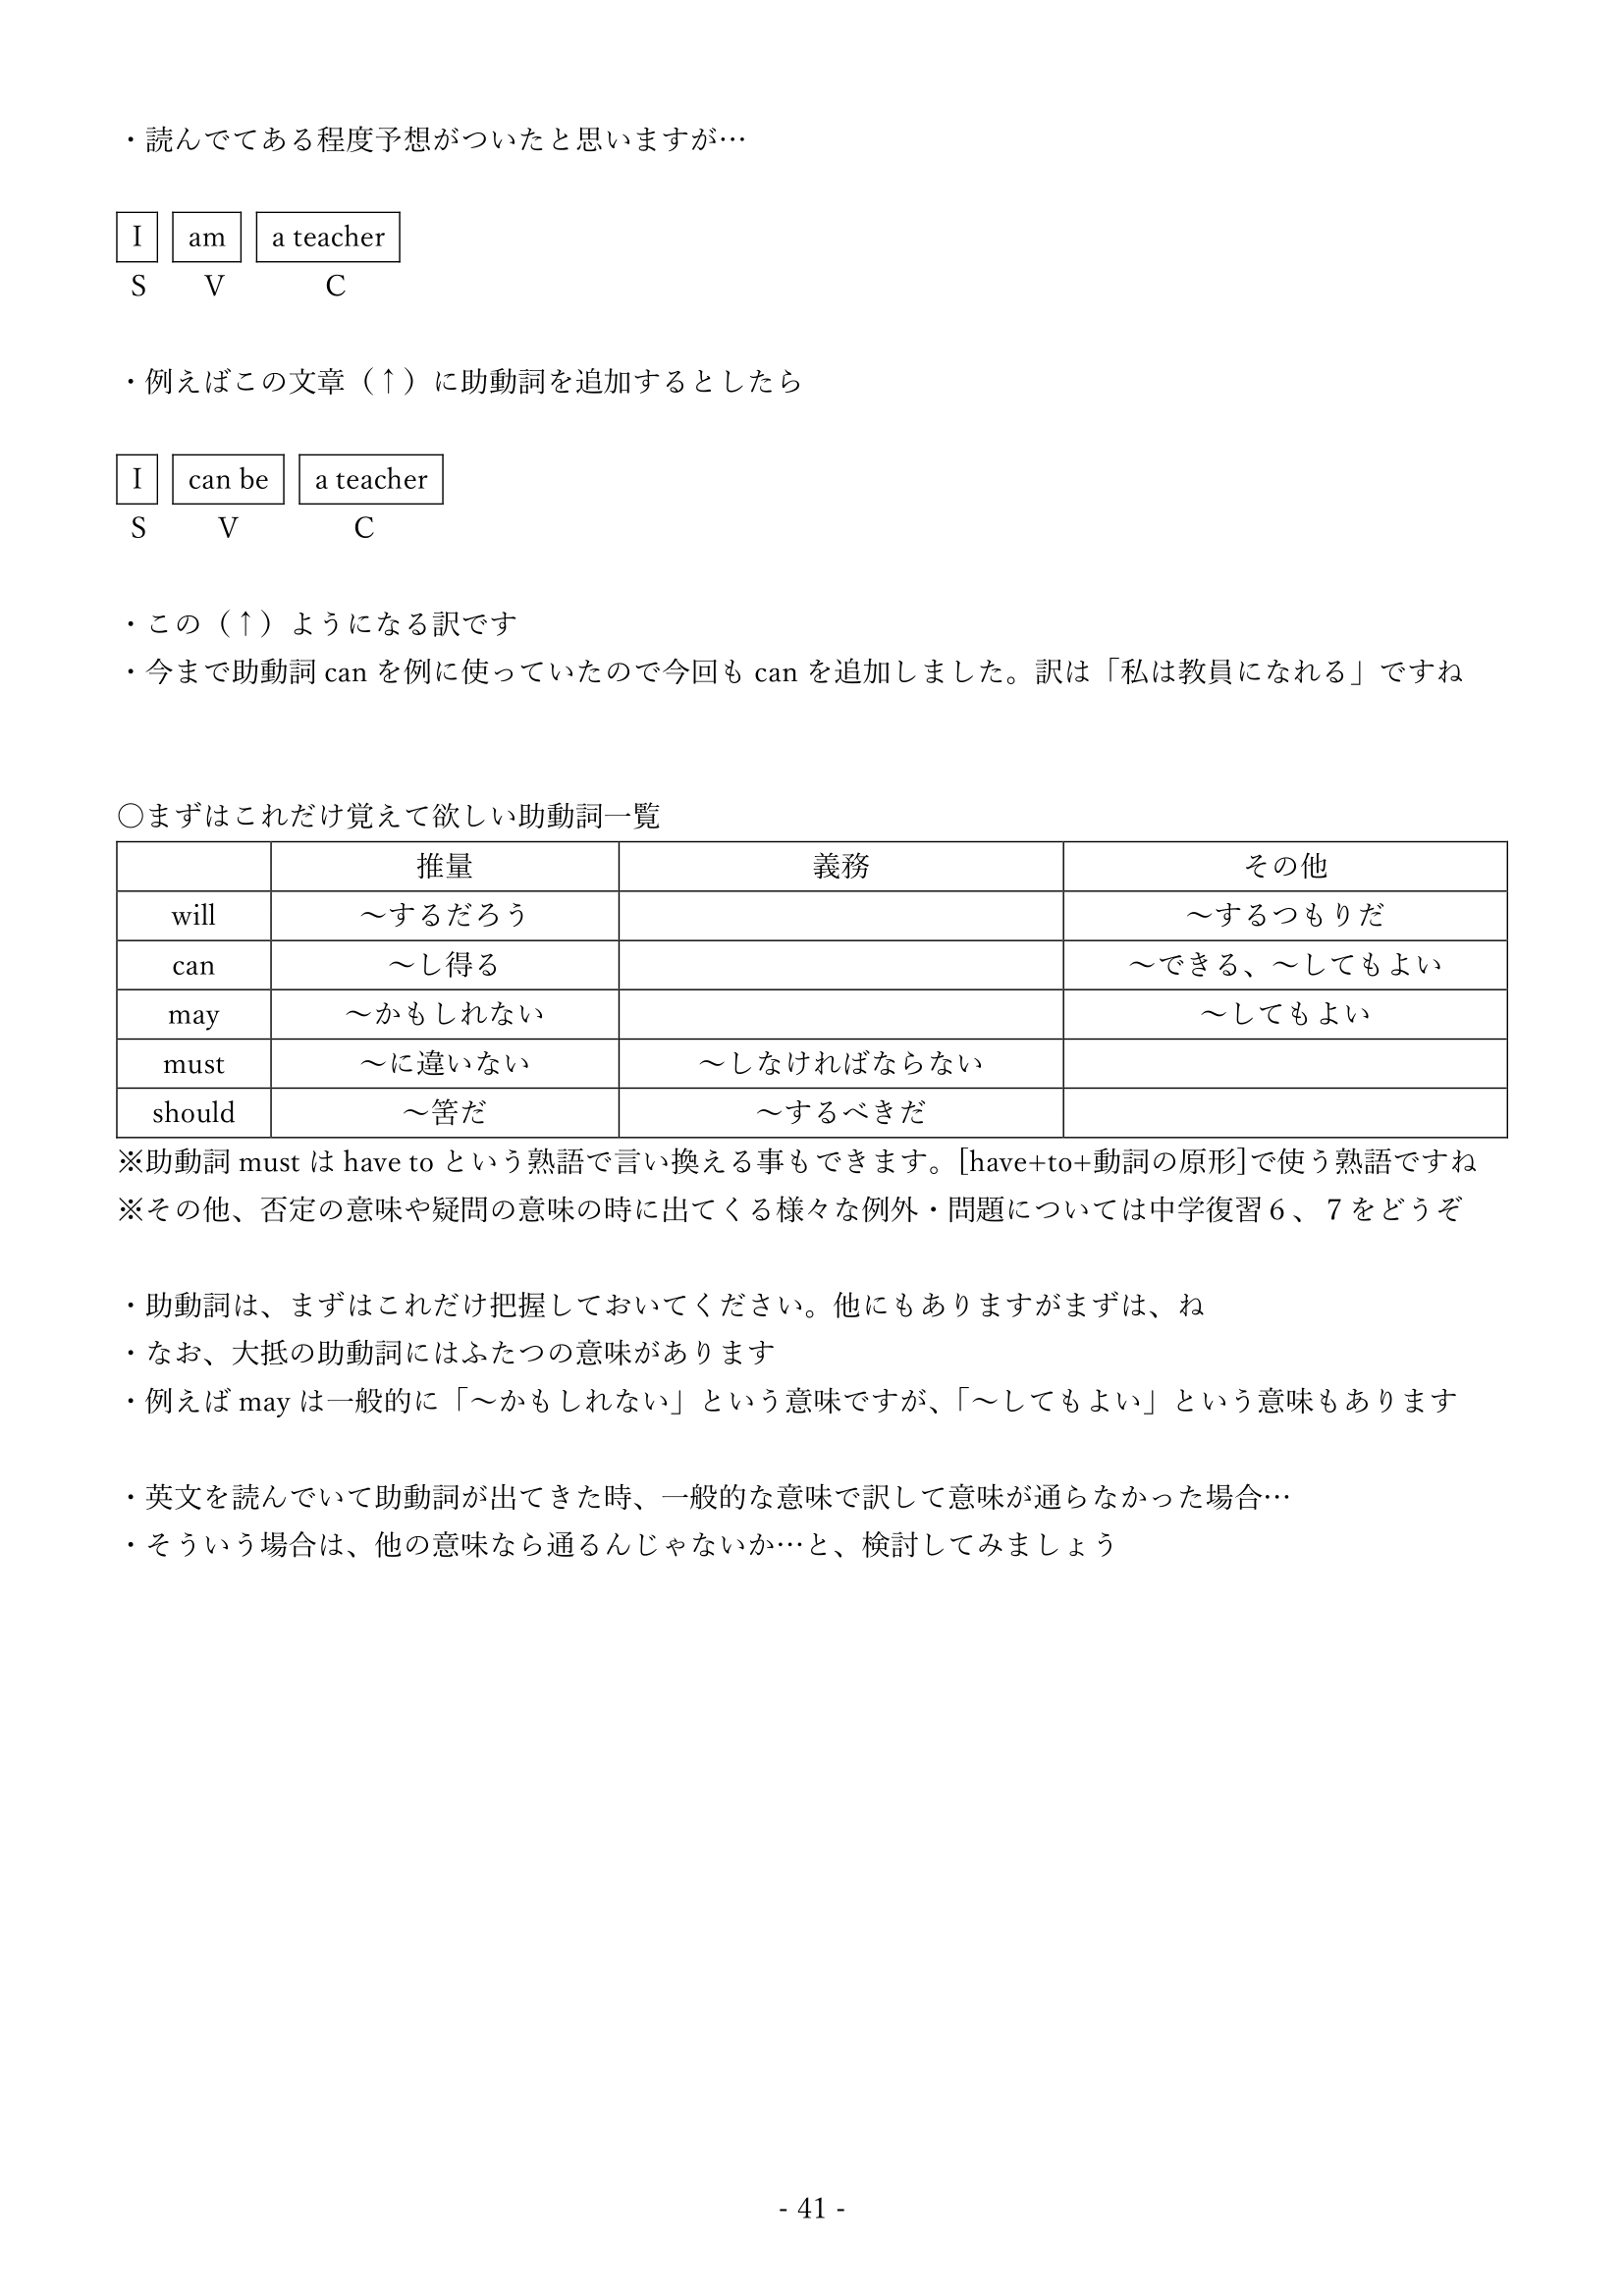 ・読んでてある程度予想がついたと思いますが…
I am a teacher
S V C
・例えばこの文章（↑）に助動詞を追加するとしたら
I can be a teacher
S V C
・この（↑）ようになる訳です
・今まで助動詞 can を例に使っていたので今回も can を追加しました。訳は「私は教員になれる」ですね
○まずはこれだけ覚えて欲しい助動詞一覧
推量 義務 その他
will ～するだろう ～するつもりだ
can ～し得る ～できる、～してもよい
may ～かもしれない ～してもよい
must ～に違いない ～しなければならない
should ～筈だ ～するべきだ
※助動詞 must は have to という熟語で言い換える事もできます。[have+to+動詞の原形]で使う熟語ですね
※その他、否定の意味や疑問の意味の時に出てくる様々な例外・問題については中学復習６、７をどうぞ
・助動詞は、まずはこれだけ把握しておいてください。他にもありますがまずは、ね
・なお、大抵の助動詞にはふたつの意味があります
・例えば may は一般的に「～かもしれない」という意味ですが、「～してもよい」という意味もあります
・英文を読んでいて助動詞が出てきた時、一般的な意味で訳して意味が通らなかった場合…
・そういう場合は、他の意味なら通るんじゃないか…と、検討してみましょう
- 41 -